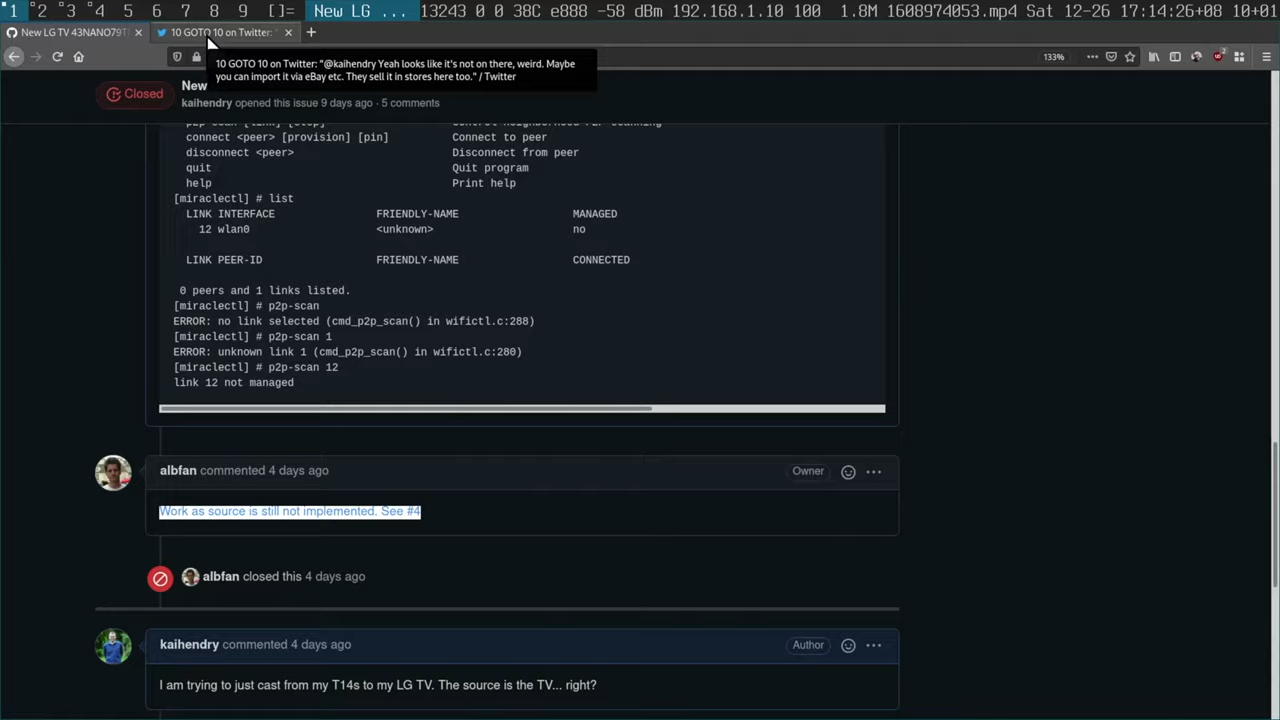 1 2 3 4 5 6 7 8 9 []= New LG ... 13243 0 0 38C e888 -58 dBm 192.168.1.10 100 1.8M 1608974053.mp4 Sat 12-26 17:14:26+08 10+01
New LG TV 43NANO79T
10 GOTO 10 on Twitter: "
133%
10 GOTO 10 on Twitter: "@kaihendry Yeah looks like it's not on there, weird. Maybe
you can import it via eBay etc. They sell it in stores here too." / Twitter
Closed
New
kaihendry opened this issue 9 days ago · 5 comments
connect <peer> [provision] [pin] Connect to peer
disconnect <peer> Disconnect from peer
quit Quit program
help Print help
[miraclectl] # list
LINK INTERFACE FRIENDLY-NAME MANAGED
12 wlan0 <unknown> no
LINK PEER-ID FRIENDLY-NAME CONNECTED
0 peers and 1 links listed.
[miraclectl] # p2p-scan
ERROR: no link selected (cmd_p2p_scan() in wifictl.c:288)
[miraclectl] # p2p-scan 1
ERROR: unknown link 1 (cmd_p2p_scan() in wifictl.c:280)
[miraclectl] # p2p-scan 12
link 12 not managed
albfan commented 4 days ago
Owner
Work as source is still not implemented. See #4
albfan closed this 4 days ago
kaihendry commented 4 days ago
Author
I am trying to just cast from my T14s to my LG TV. The source is the TV... right?